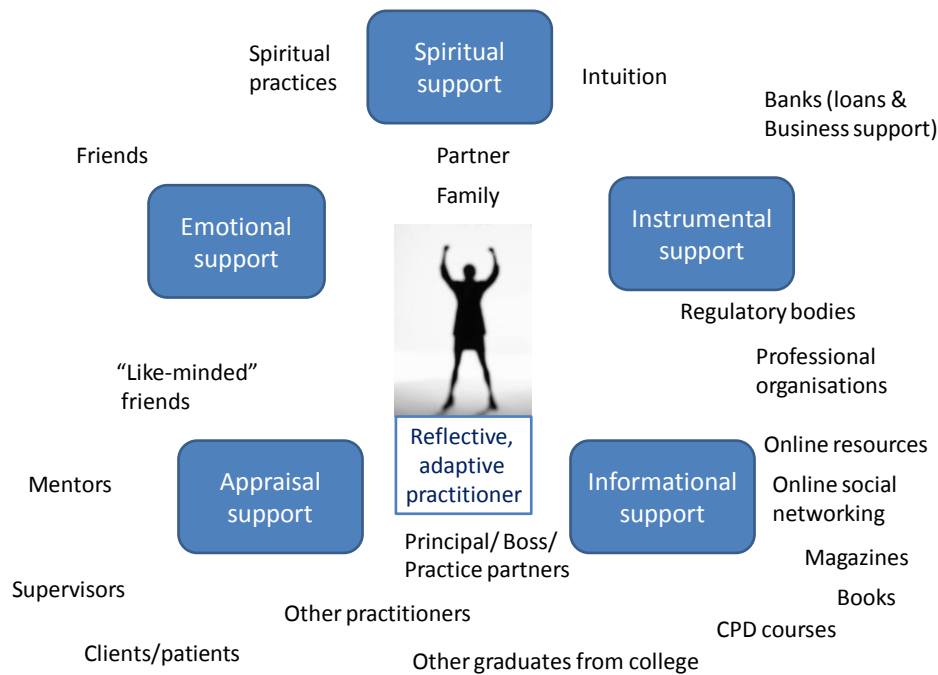 Spiritual
practices
Spiritual
support
Intuition
Banks (loans &
Business support)
Friends
Partner
Family
Emotional
support
Instrumental
support
Regulatory bodies
Professional
organisations
“Like-minded”
friends
Reflective,
adaptive
practitioner
Mentors
Appraisal
support
Informational
support
Online resources
Online social
networking
Magazines
Books
CPD courses
Principal/ Boss/
Practice partners
Supervisors
Other practitioners
Clients/patients
Other graduates from college